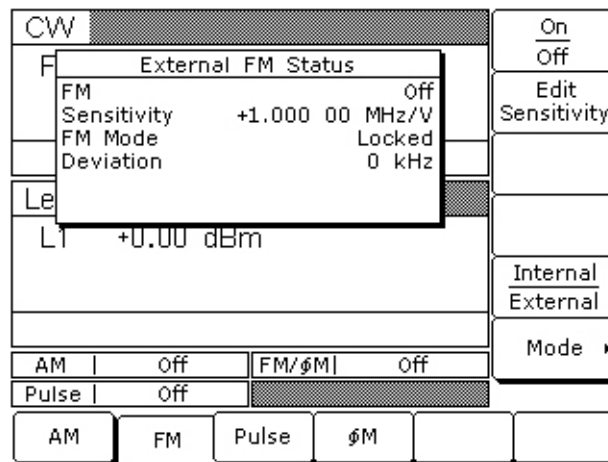 CW
F
External FM Status
FM Off
Sensitivity +1.000 00 MHz/V
FM Mode Locked
Deviation 0 kHz
Le
L1 +0.00 dBm
AM Off FM/ϕM Off
Pulse Off
On
Off
Edit
Sensitivity
Internal
External
Mode
AM FM Pulse ϕM